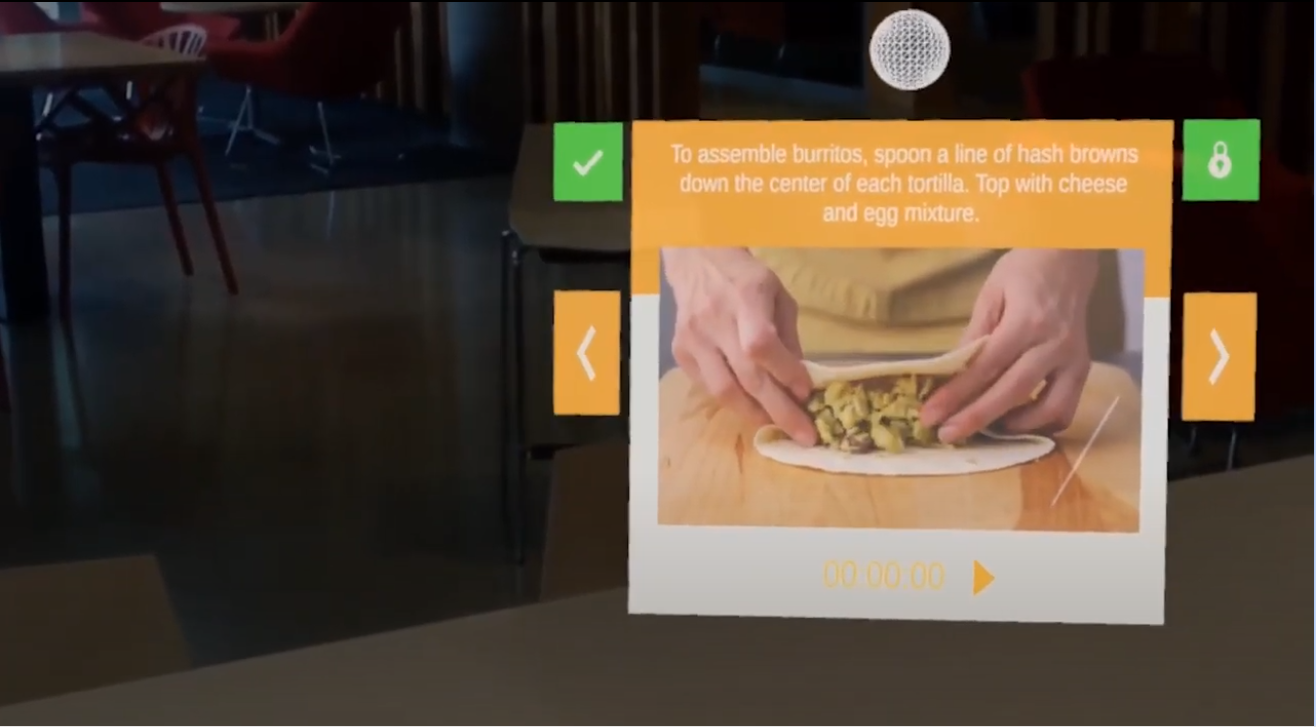 To assemble burritos, spoon a line of hash browns
down the center of each tortilla. Top with cheese
and egg mixture.
00:00:00